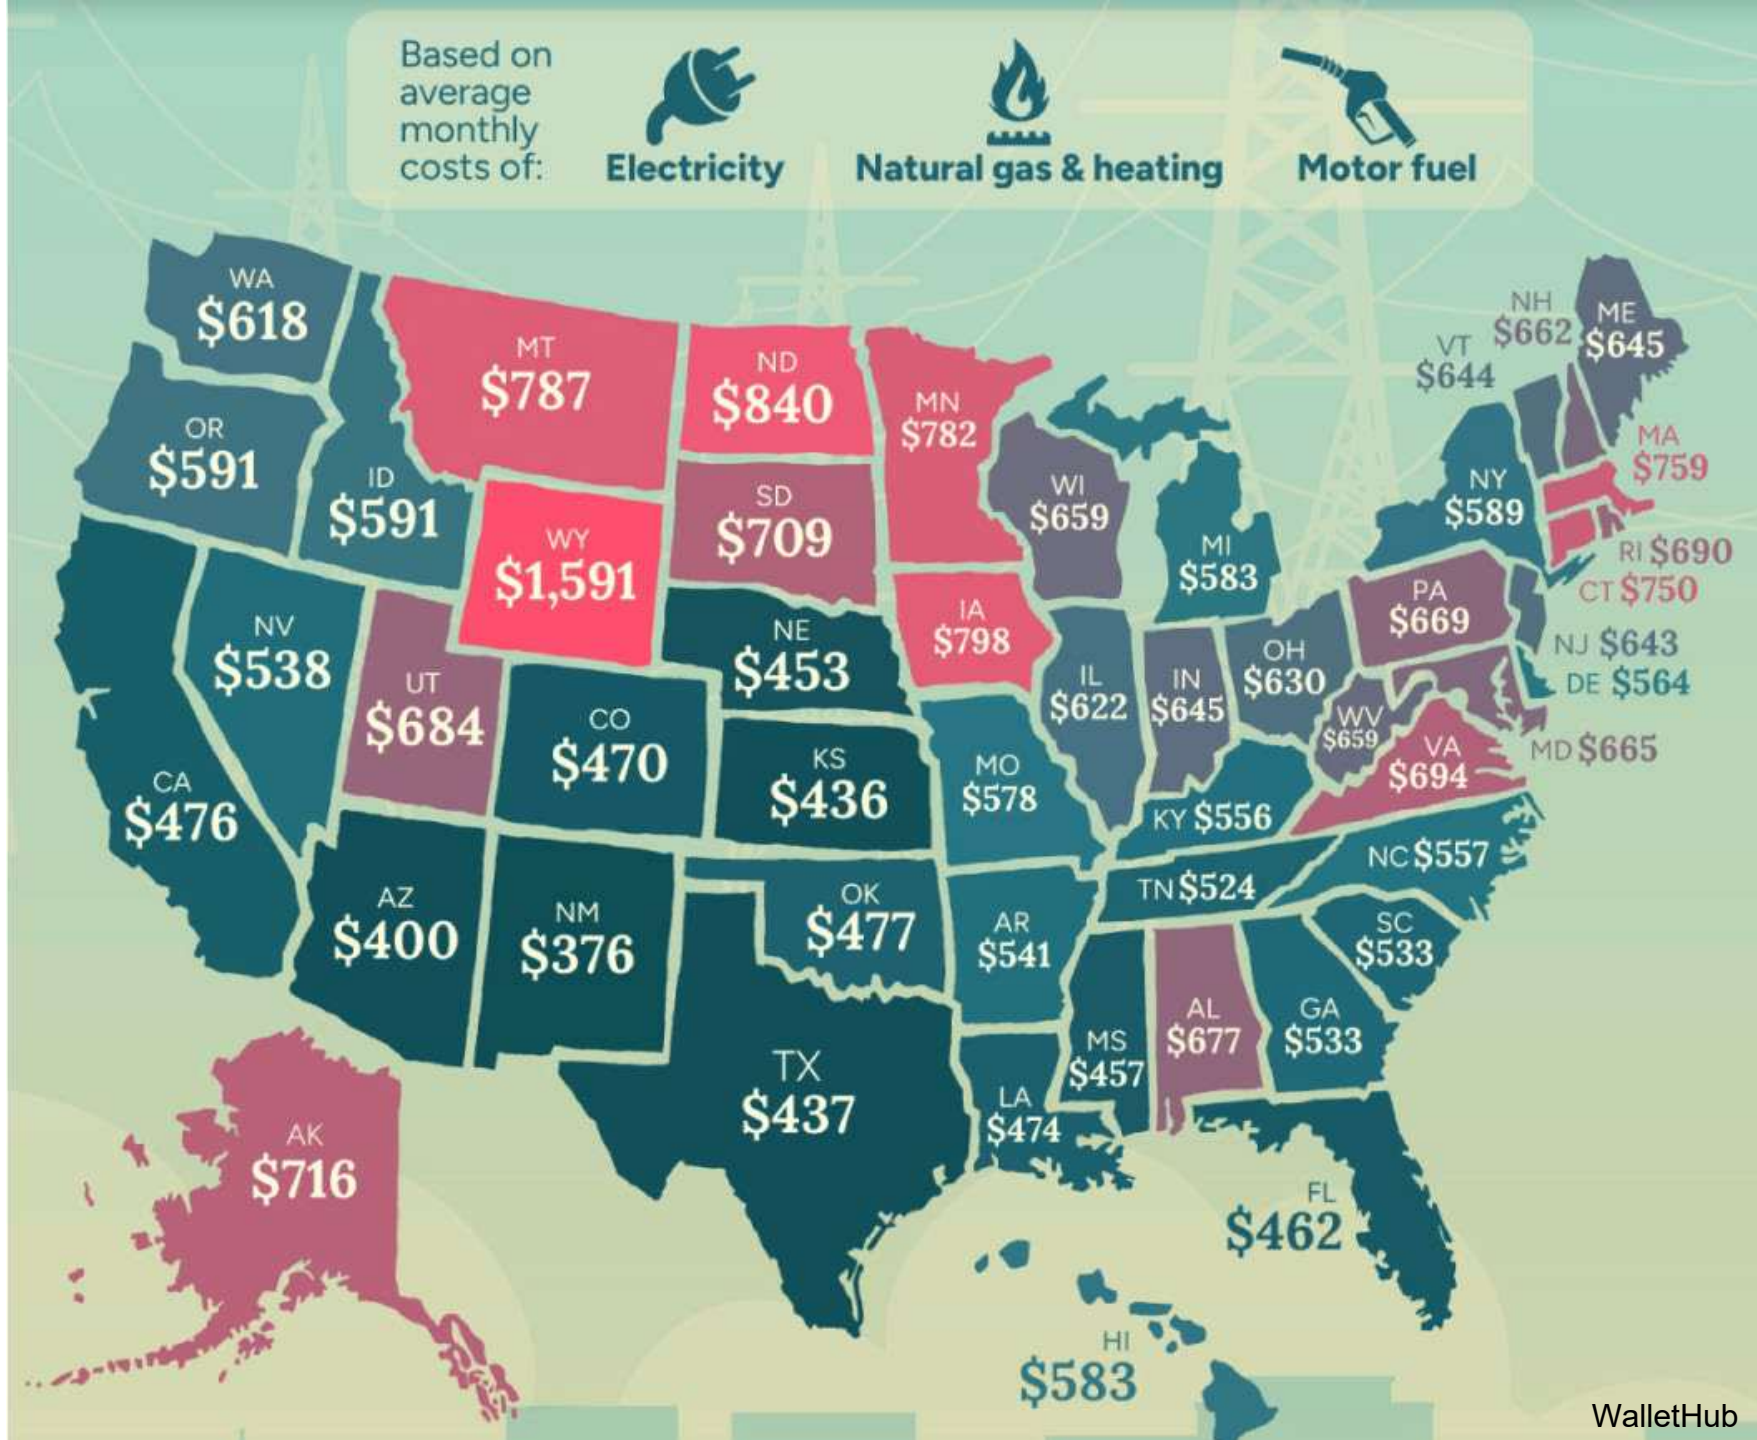 Based on
average
monthly
costs of:
Electricity
Natural gas & heating
Motor fuel
WA
$618
MT
$787
ND
$840
MN
$782
NH
$662
ME
$645
VT
$644
OR
$591
ID
$591
WY
$1,591
SD
$709
WI
$659
MI
$583
NY
$589
MA
$759
RI $690
CT $750
PA
$669
NJ $643
DE $564
MD $665
IA
$798
NE
$453
NV
$538
UT
$684
CO
$470
KS
$436
MO
$578
IL
$622
IN
$645
OH
$630
WV
$659
VA
$694
KY $556
NC $557
TN $524
CA
$476
AZ
$400
NM
$376
OK
$477
AR
$541
SC
$533
MS
$457
AL
$677
GA
$533
TX
$437
LA
$474
FL
$462
AK
$716
HI
$583
WalletHub